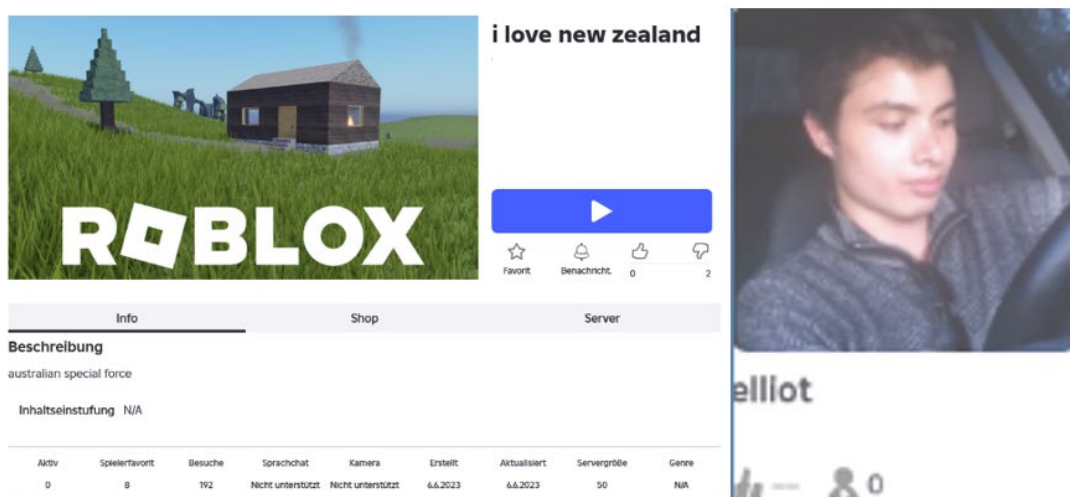 i love new zealand
ROBLOX
Favorit
Benachricht.
0
2
Info
Shop
Server
Beschreibung
australian special force
Inhaltseinstufung N/A
Aktiv Spielerfavorit Besuche Sprachchat Kamera Erstellt Aktualisiert Servergröße Genre
0 8 192 Nicht unterstützt Nicht unterstützt 6.6.2023 6.6.2023 50 N/A
elliot
-- 0